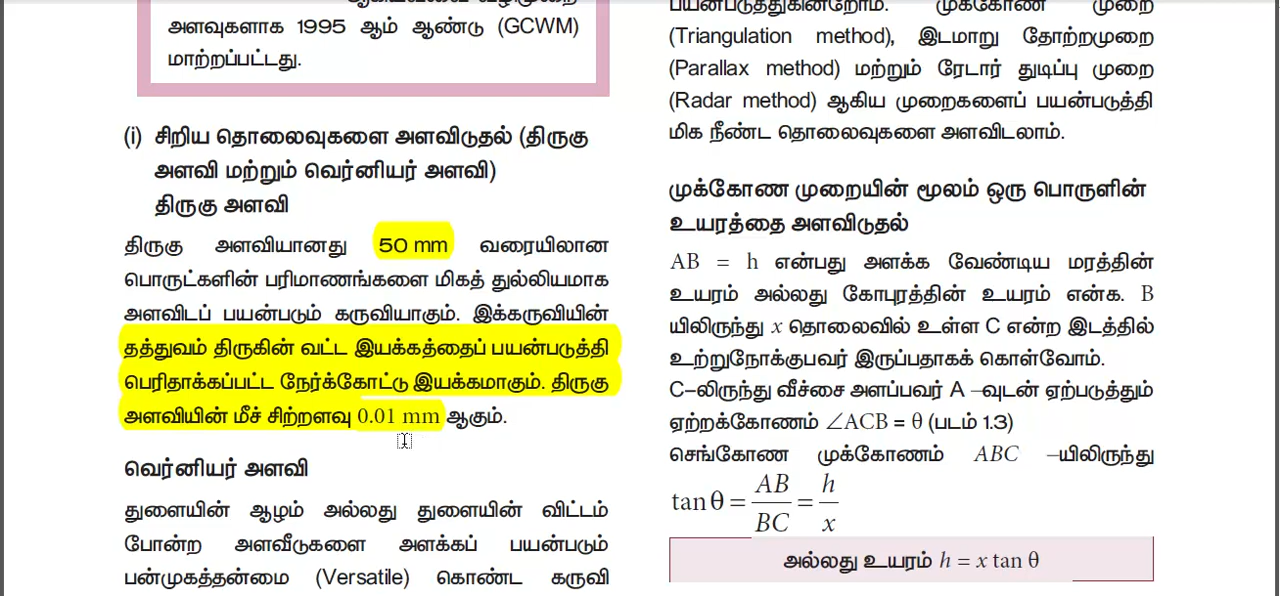 அளவுகளாக 1995 ஆம் ஆண்டு (GCWM)
மாற்றப்பட்டது.
(i) சிறிய தொலைவுகளை அளவிடுதல் (திருகு
அளவி மற்றும் வெர்னியர் அளவி)
திருகு அளவி
திருகு அளவியானது 50 mm வரையிலான
பொருட்களின் பரிமாணங்களை மிகத் துல்லியமாக
அளவிடப் பயன்படும் கருவியாகும். இக்கருவியின்
தத்துவம் திருகின் வட்ட இயக்கத்தைப் பயன்படுத்தி
பெரிதாக்கப்பட்ட நேர்க்கோட்டு இயக்கமாகும். திருகு
அளவியின் மீச் சிற்றளவு 0.01 mm ஆகும்.
வெர்னியர் அளவி
துளையின் ஆழம் அல்லது துளையின் விட்டம்
போன்ற அளவீடுகளை அளக்கப் பயன்படும்
பன்முகத்தன்மை (Versatile) கொண்ட கருவி
பயன்படுத்துகின்றோம். முக்கோண முறை
(Triangulation method), இடமாறு தோற்றமுறை
(Parallax method) மற்றும் ரேடார் துடிப்பு முறை
(Radar method) ஆகிய முறைகளைப் பயன்படுத்தி
மிக நீண்ட தொலைவுகளை அளவிடலாம்.
முக்கோண முறையின் மூலம் ஒரு பொருளின்
உயரத்தை அளவிடுதல்
AB = h என்பது அளக்க வேண்டிய மரத்தின்
உயரம் அல்லது கோபுரத்தின் உயரம் என்க. B
யிலிருந்து x தொலைவில் உள்ள C என்ற இடத்தில்
உற்றுநோக்குபவர் இருப்பதாகக் கொள்வோம்.
C–லிருந்து வீச்சை அளப்பவர் A –வுடன் ஏற்படுத்தும்
ஏற்றக்கோணம் ∠ACB = θ (படம் 1.3)
செங்கோண முக்கோணம் ABC –யிலிருந்து
tan θ = AB/BC = h/x
அல்லது உயரம் h = x tan θ